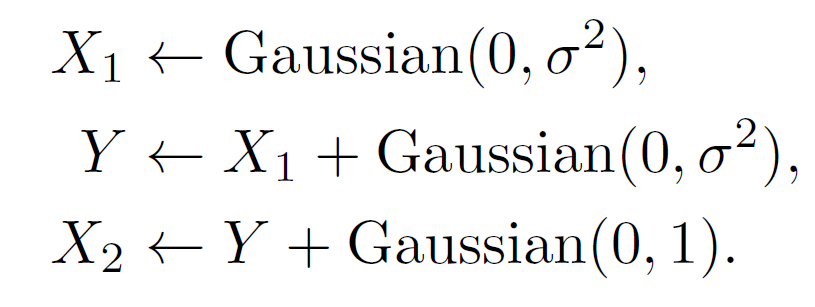 X₁ ← Gaussian(0, σ²),
Y ← X₁ + Gaussian(0, σ²),
X₂ ← Y + Gaussian(0, 1).